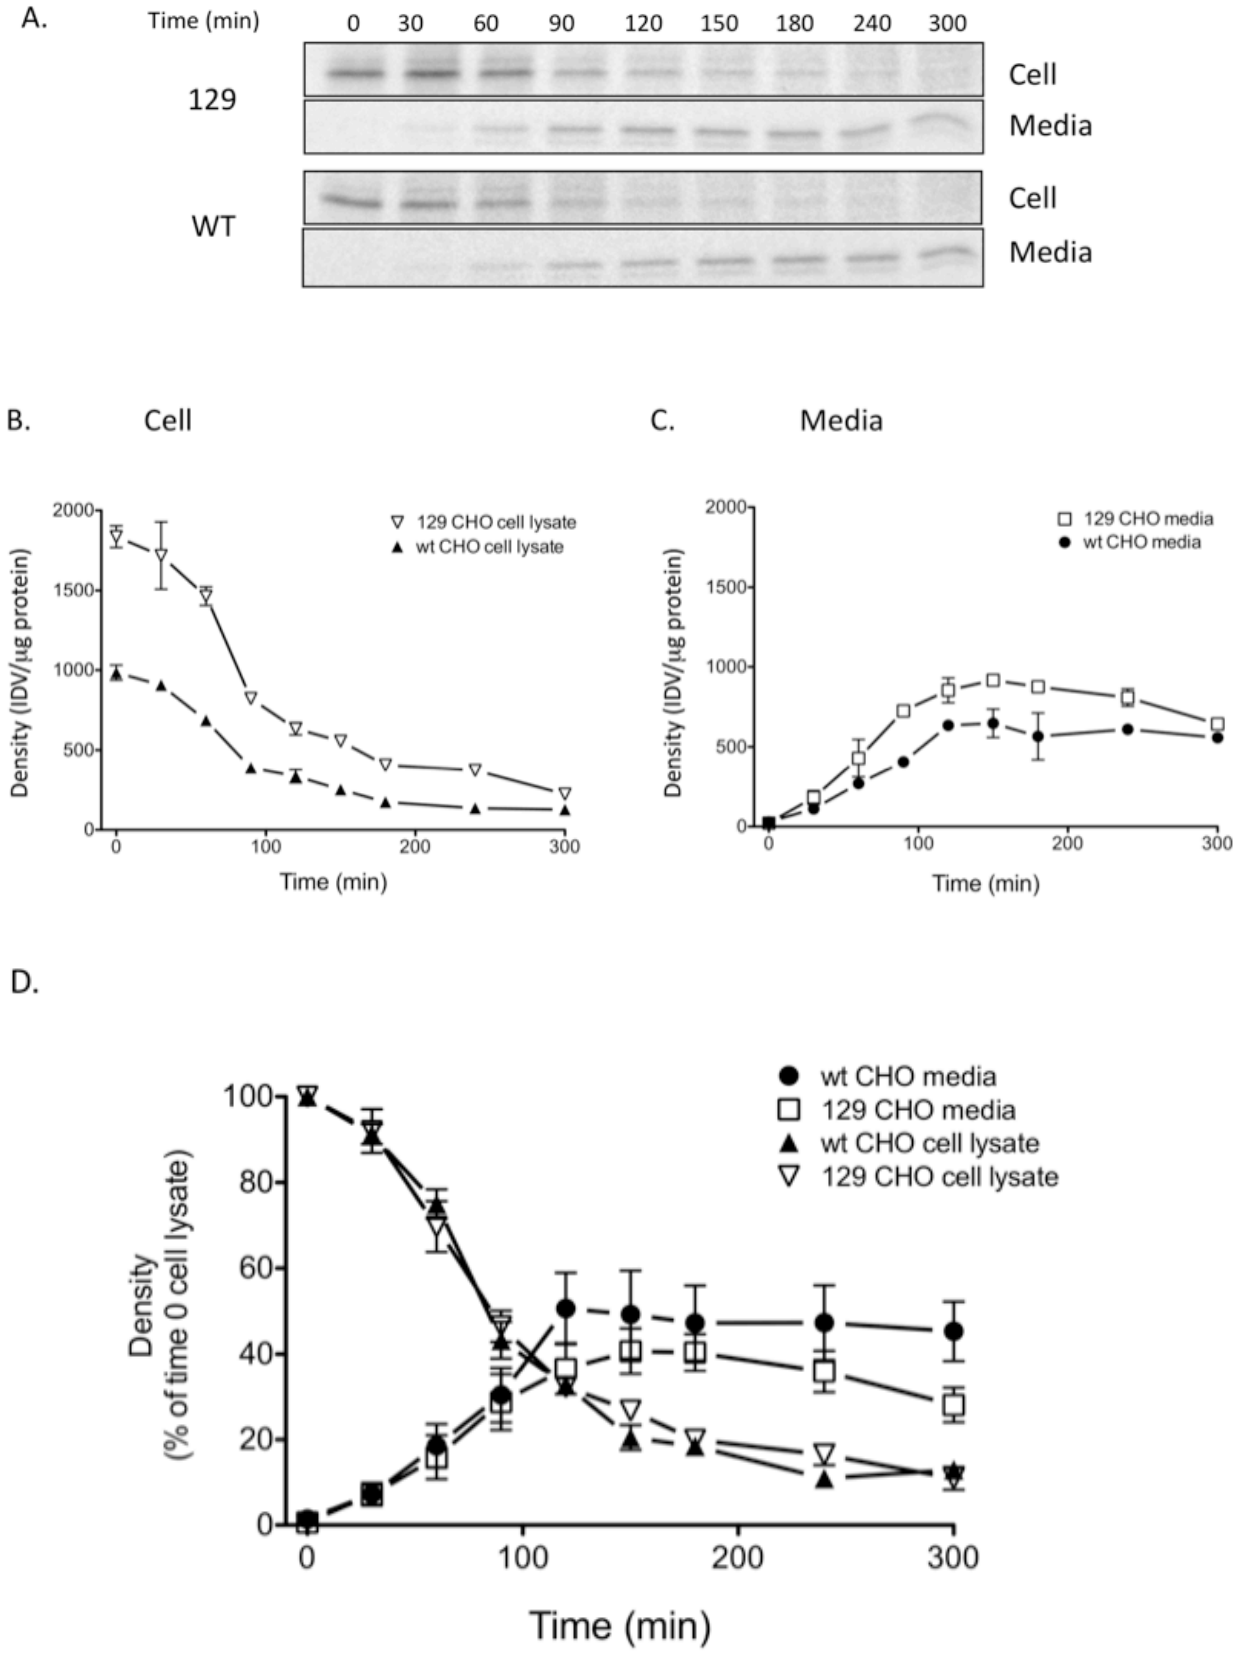 A.
Time (min) 0 30 60 90 120 150 180 240 300
129
Cell
Media
WT
Cell
Media
B. Cell
2000
1500
1000
500
0
0 100 200 300
Density (IDV/µg protein)
Time (min)
129 CHO cell lysate
wt CHO cell lysate
C. Media
2000
1500
1000
500
0
0 100 200 300
Density (IDV/µg protein)
Time (min)
129 CHO media
wt CHO media
D.
100
80
60
40
20
0
0 100 200 300
Density
(% of time 0 cell lysate)
Time (min)
wt CHO media
129 CHO media
wt CHO cell lysate
129 CHO cell lysate